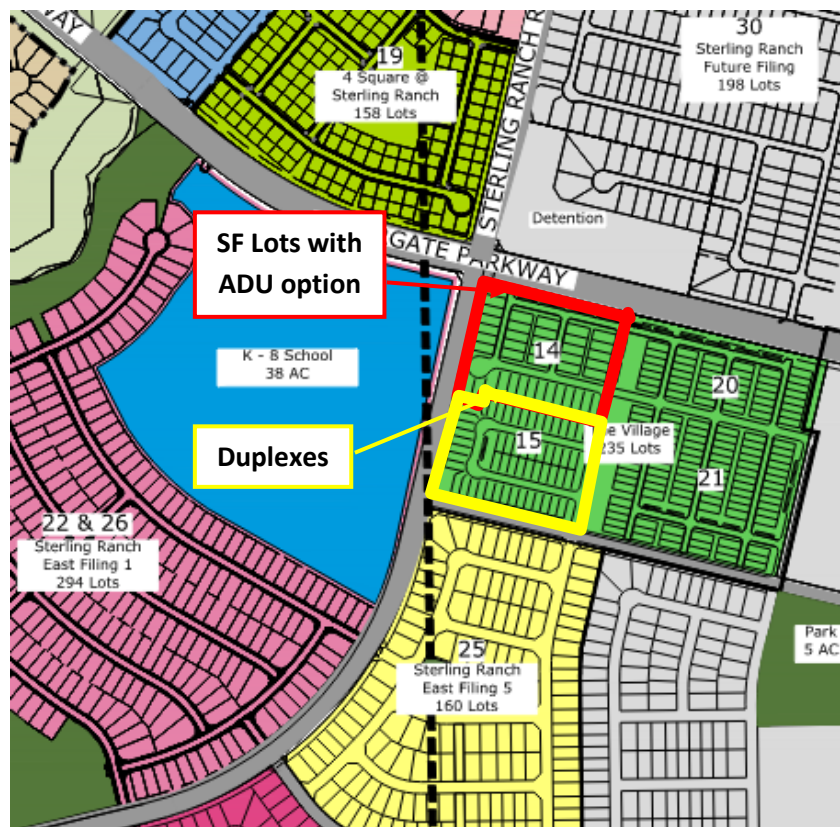 WAY
19
4 Square @
Sterling Ranch
158 Lots
STERLING RANCH R
30
Sterling Ranch
Future Filing
198 Lots
Detention
SF Lots with
ADU option
GATE PARKWAY
K - 8 School
38 AC
14
20
Duplexes
15
e Village
235 Lots
21
22 & 26
Sterling Ranch
East Filing 1
294 Lots
25
Sterling Ranch
East Filing 5
160 Lots
Park
5 AC